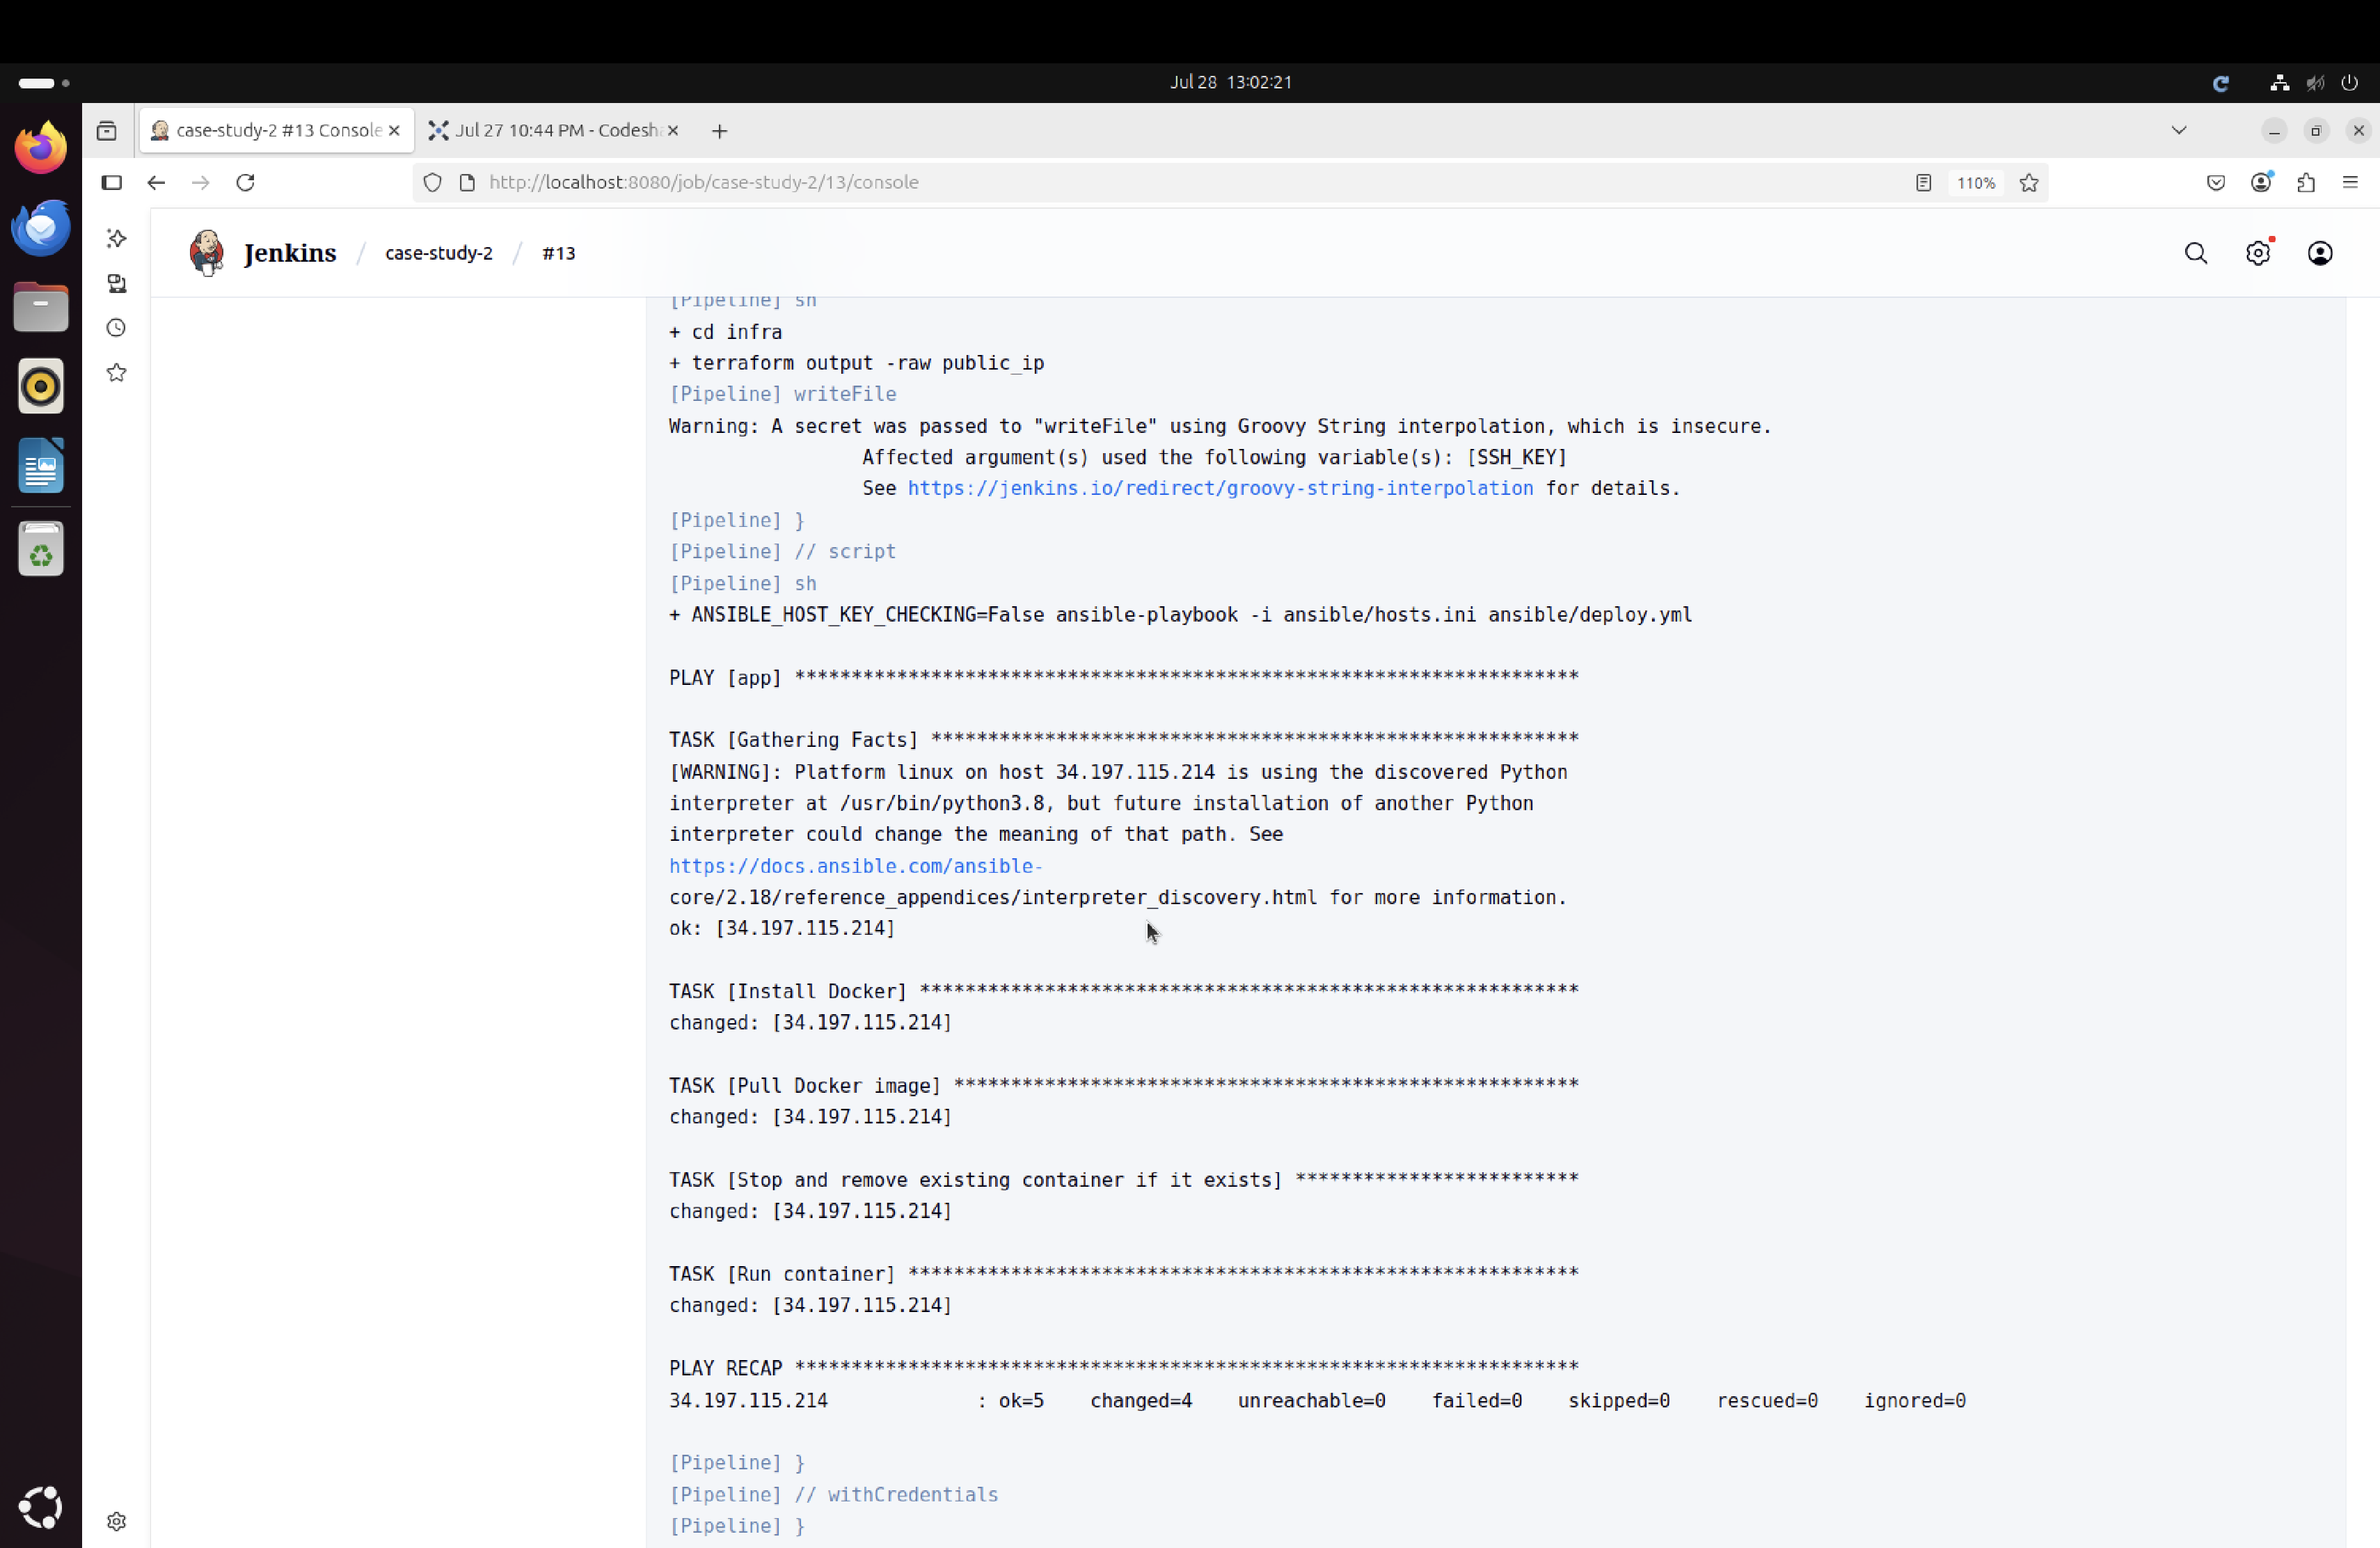 Jul 28 13:02:21
case-study-2 #13 Console
Jul 27 10:44 PM - Codesha
http://localhost:8080/job/case-study-2/13/console
110%
Jenkins / case-study-2 / #13
[Pipeline] sh
+ cd infra
+ terraform output -raw public_ip
[Pipeline] writeFile
Warning: A secret was passed to "writeFile" using Groovy String interpolation, which is insecure.
Affected argument(s) used the following variable(s): [SSH_KEY]
See https://jenkins.io/redirect/groovy-string-interpolation for details.
[Pipeline] }
[Pipeline] // script
[Pipeline] sh
+ ANSIBLE_HOST_KEY_CHECKING=False ansible-playbook -i ansible/hosts.ini ansible/deploy.yml
PLAY [app] *********************************************************************
TASK [Gathering Facts] *********************************************************
[WARNING]: Platform linux on host 34.197.115.214 is using the discovered Python
interpreter at /usr/bin/python3.8, but future installation of another Python
interpreter could change the meaning of that path. See
https://docs.ansible.com/ansible-
core/2.18/reference_appendices/interpreter_discovery.html for more information.
ok: [34.197.115.214]
TASK [Install Docker] **********************************************************
changed: [34.197.115.214]
TASK [Pull Docker image] *******************************************************
changed: [34.197.115.214]
TASK [Stop and remove existing container if it exists] *************************
changed: [34.197.115.214]
TASK [Run container] ***********************************************************
changed: [34.197.115.214]
PLAY RECAP *********************************************************************
34.197.115.214             : ok=5    changed=4    unreachable=0    failed=0    skipped=0    rescued=0    ignored=0
[Pipeline] }
[Pipeline] // withCredentials
[Pipeline] }